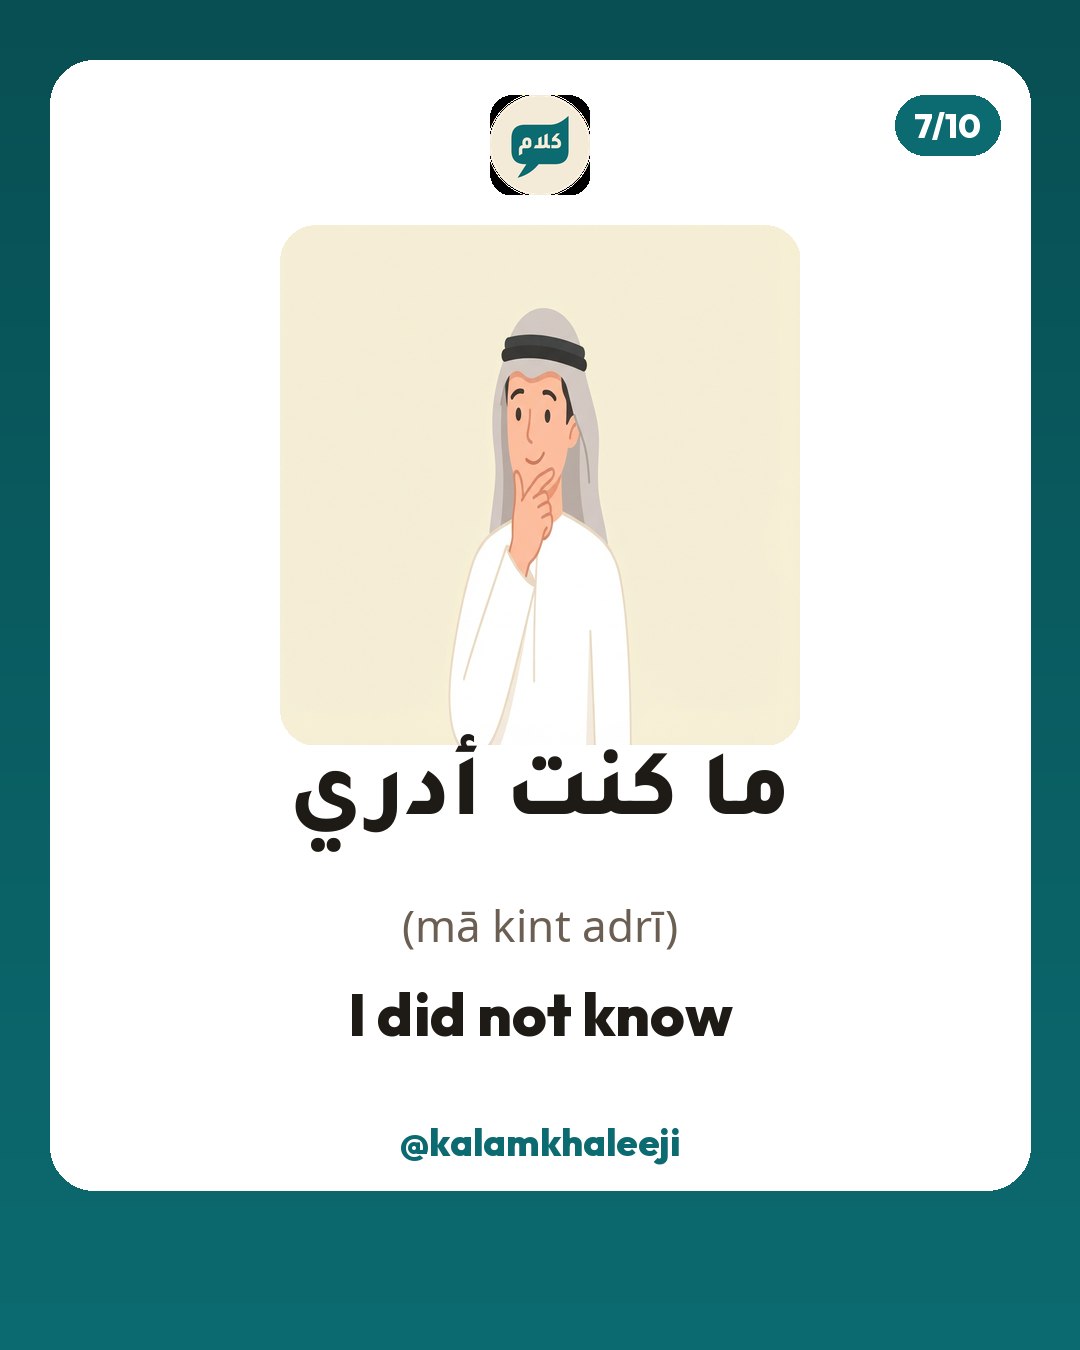 كلام
7/10
ما كنت أدري
(mā kint adrī)
I did not know
@kalamkhaleeji